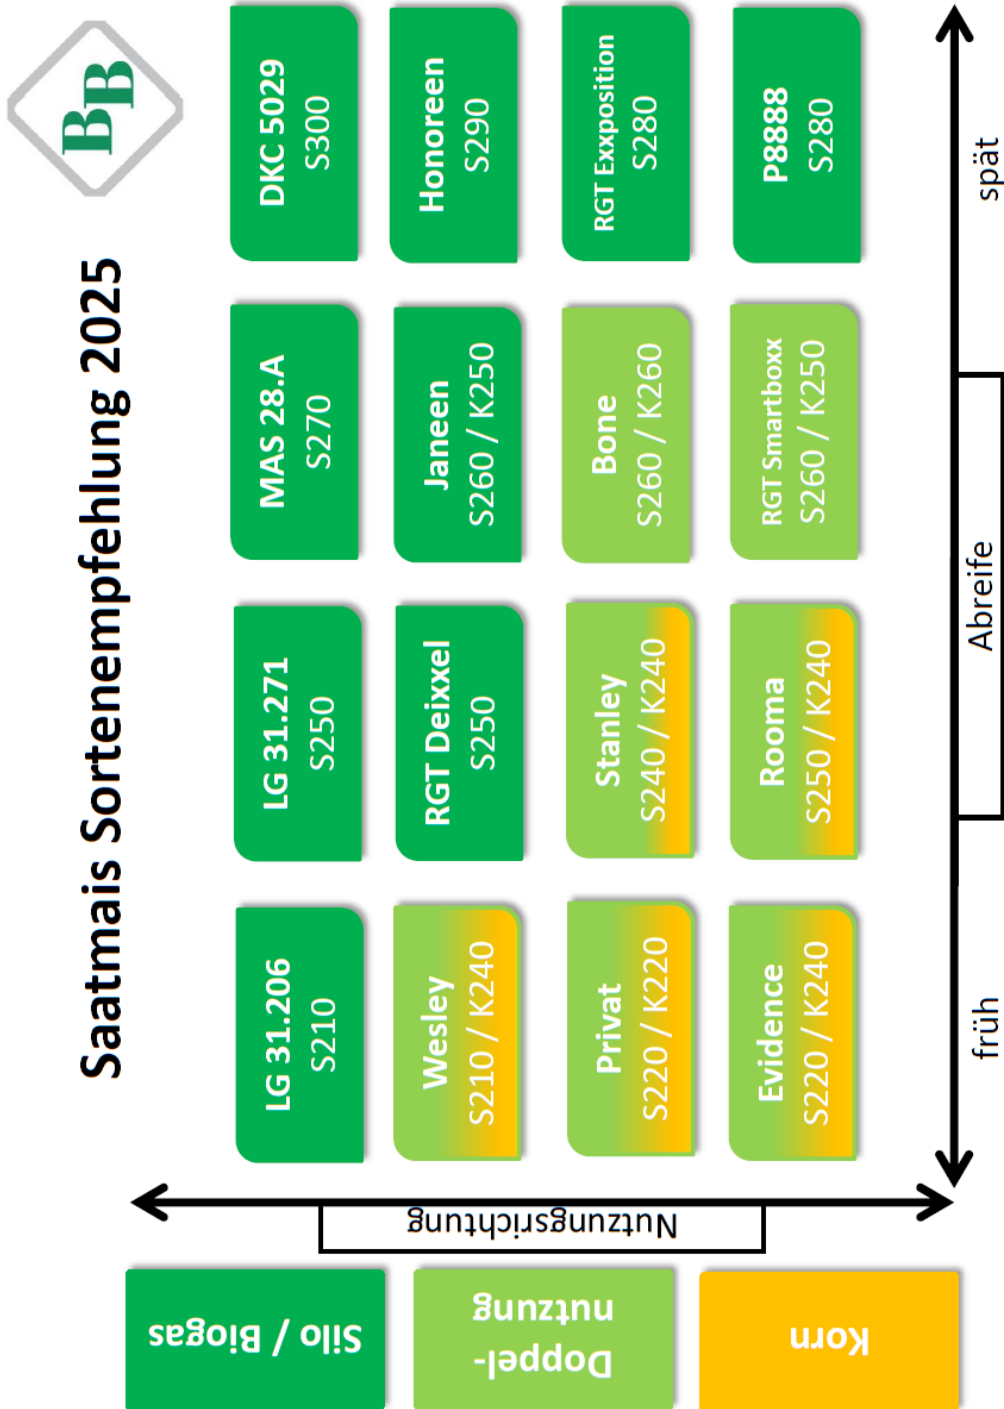 Saatmais Sortenempfehlung 2025
BB
Silo / Biogas
Doppel-
nutzung
Korn
Nutzungsrichtung
LG 31.206
S210
LG 31.271
S250
MAS 28.A
S270
DKC 5029
S300
Wesley
S210 / K240
RGT Deixxel
S250
Janeen
S260 / K250
Honoreen
S290
Privat
S220 / K220
Stanley
S240 / K240
Bone
S260 / K260
RGT Exxposition
S280
Evidence
S220 / K240
Rooma
S250 / K240
RGT Smartboxx
S260 / K250
P8888
S280
früh
Abreife
spät